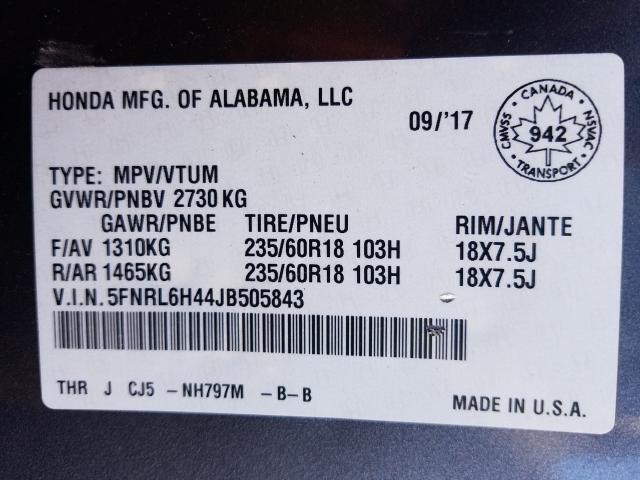 HONDA MFG. OF ALABAMA, LLC
09/'17
CANADA
CMVSS
NSVAC
942
TRANSPORT
TYPE: MPV/VTUM
GVWR/PNBV 2730 KG
GAWR/PNBE TIRE/PNEU RIM/JANTE
F/AV 1310KG 235/60R18 103H 18X7.5J
R/AR 1465KG 235/60R18 103H 18X7.5J
V.I.N. 5FNRL6H44JB505843
THR J CJ5 -NH797M -B-B
MADE IN U.S.A.